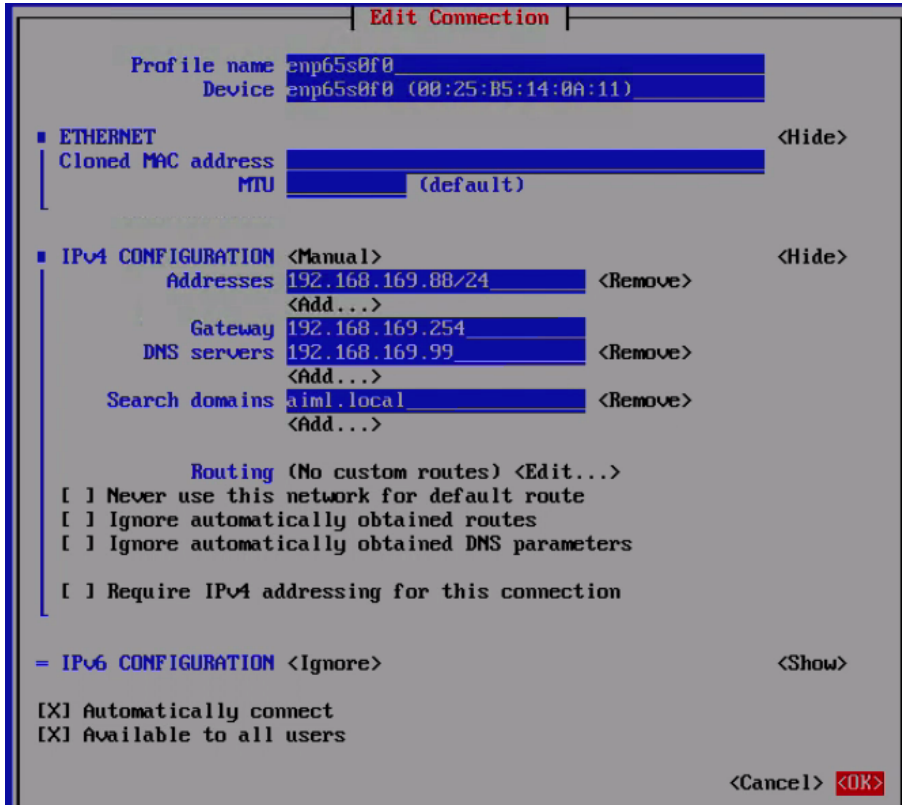 Edit Connection
Profile name enp65s0f0
Device enp65s0f0 (00:25:B5:14:0A:11)
ETHERNET <Hide>
Cloned MAC address
MTU (default)
IPv4 CONFIGURATION <Manual> <Hide>
Addresses 192.168.169.88/24 <Remove>
<Add...>
Gateway 192.168.169.254
DNS servers 192.168.169.99 <Remove>
<Add...>
Search domains aiml.local <Remove>
<Add...>
Routing (No custom routes) <Edit...>
[ ] Never use this network for default route
[ ] Ignore automatically obtained routes
[ ] Ignore automatically obtained DNS parameters
[ ] Require IPv4 addressing for this connection
= IPv6 CONFIGURATION <Ignore> <Show>
[X] Automatically connect
[X] Available to all users
<Cancel> <OK>